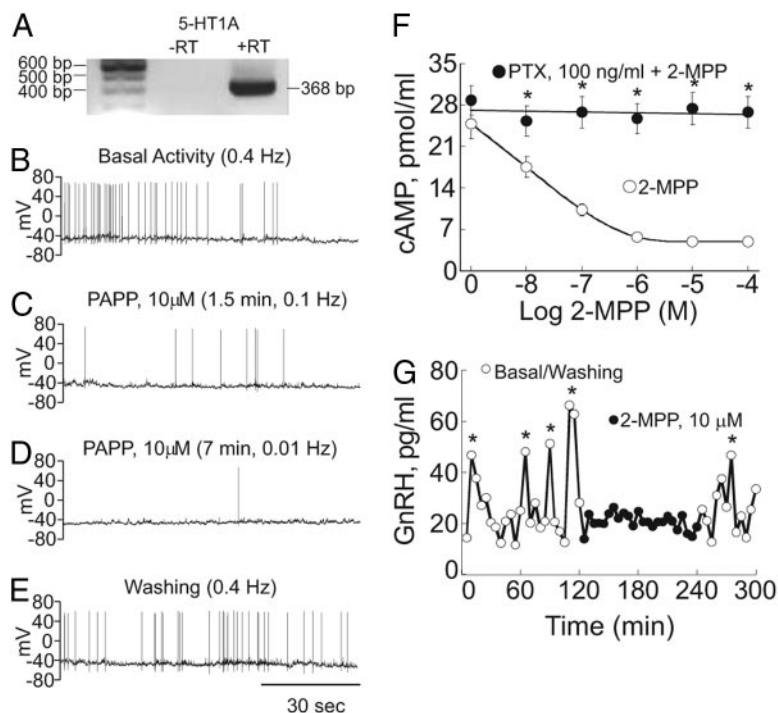 A
5-HT1A
-RT +RT
600 bp
500 bp
400 bp
368 bp
B
Basal Activity (0.4 Hz)
80
40
0
-40
-80
mV
C
PAPP, 10μM (1.5 min, 0.1 Hz)
80
40
0
-40
-80
mV
D
PAPP, 10μM (7 min, 0.01 Hz)
80
40
0
-40
-80
mV
E
Washing (0.4 Hz)
80
40
0
-40
-80
mV
30 sec
F
PTX, 100 ng/ml + 2-MPP
* * * * *
2-MPP
cAMP, pmol/ml
35
28
21
14
7
0
0 -8 -7 -6 -5 -4
Log 2-MPP (M)
G
Basal/Washing
2-MPP, 10 μM
* * * * *
GnRH, pg/ml
80
60
40
20
0
0 60 120 180 240 300
Time (min)